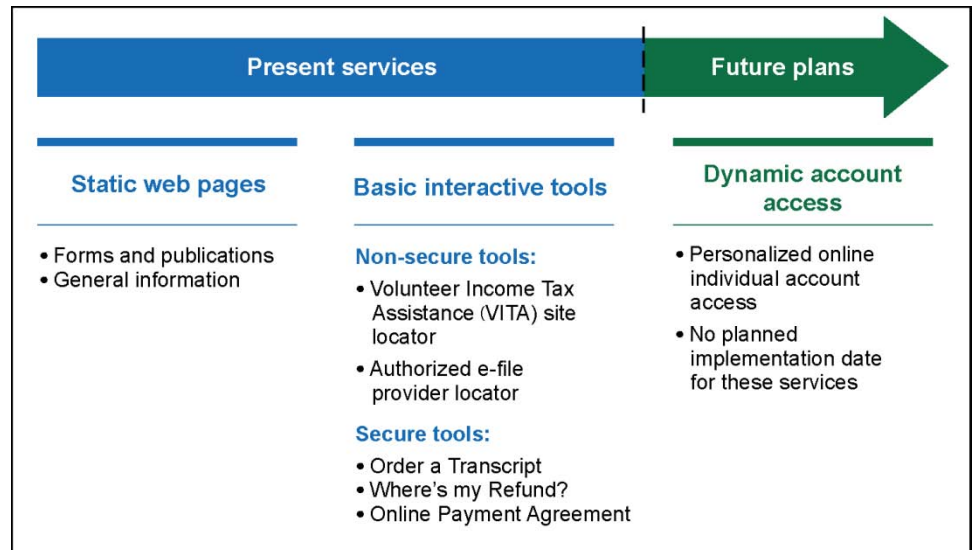 Present services
Future plans
Static web pages
• Forms and publications
• General information
Basic interactive tools
Non-secure tools:
• Volunteer Income Tax
Assistance (VITA) site
locator
• Authorized e-file
provider locator
Secure tools:
• Order a Transcript
• Where's my Refund?
• Online Payment Agreement
Dynamic account
access
• Personalized online
individual account
access
• No planned
implementation date
for these services